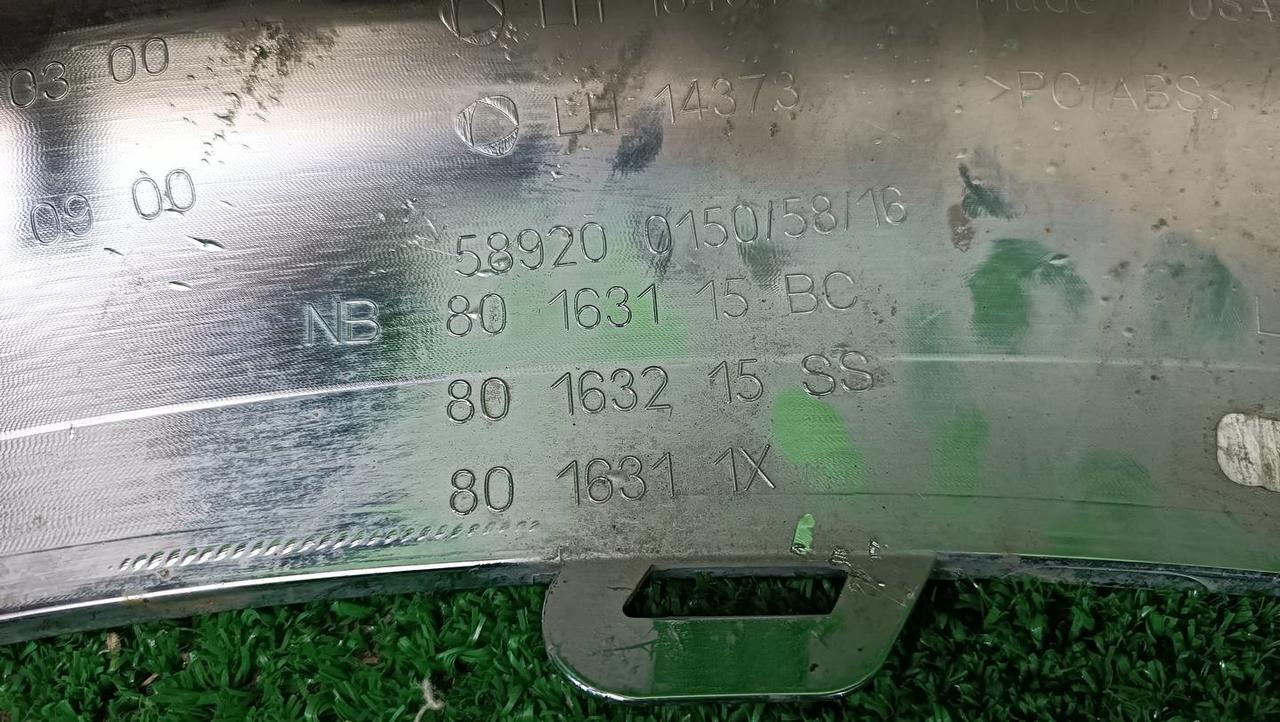 Made in USA
03 00
LH 14373
>PC/ABS<
09 00
58920 0150/58/16
NB 80 1631 15 BC
80 1632 15 SS
80 1631 1X